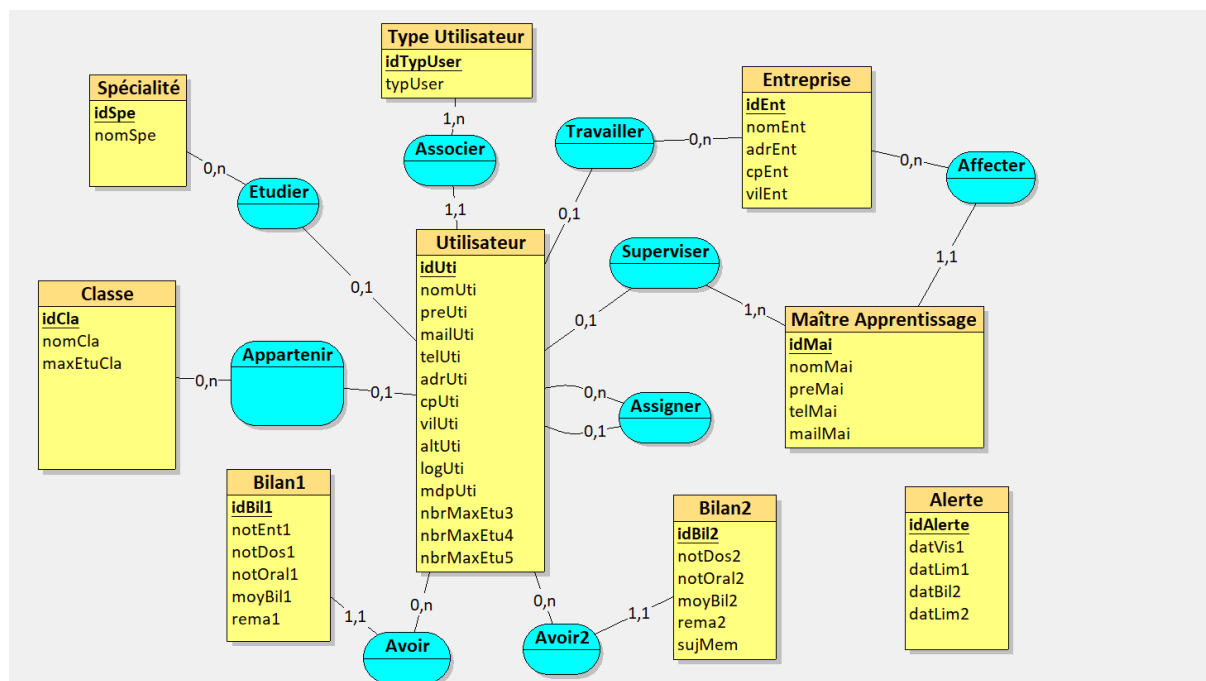 Type Utilisateur
idTypUser
typUser
Spécialité
idSpe
nomSpe
Entreprise
idEnt
nomEnt
adrEnt
cpEnt
vilEnt
1,n
Associer
1,1
Travailler
0,n
0,1
0,n
Affecter
1,1
0,n
Etudier
0,1
Utilisateur
idUti
nomUti
preUti
mailUti
telUti
adrUti
cpUti
vilUti
altUti
logUti
mdpUti
nbrMaxEtu3
nbrMaxEtu4
nbrMaxEtu5
Superviser
0,1
1,n
Classe
idCla
nomCla
maxEtuCla
0,n
Appartenir
0,1
Maître Apprentissage
idMai
nomMai
preMai
telMai
mailMai
0,n
Assigner
0,1
Bilan1
idBil1
notEnt1
notDos1
notOral1
moyBil1
rema1
1,1
Avoir
0,n
0,n
Avoir2
1,1
Bilan2
idBil2
notDos2
notOral2
moyBil2
rema2
sujMem
Alerte
idAlerte
datVis1
datLim1
datBil2
datLim2